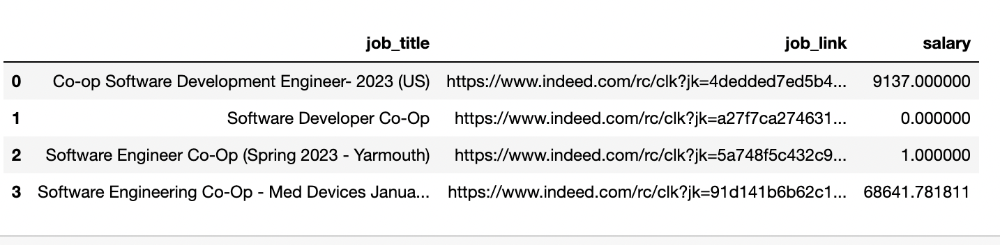 job_title job_link salary
0 Co-op Software Development Engineer- 2023 (US) https://www.indeed.com/rc/clk?jk=4dedded7ed5b4... 9137.000000
1 Software Developer Co-Op https://www.indeed.com/rc/clk?jk=a27f7ca274631... 0.000000
2 Software Engineer Co-Op (Spring 2023 - Yarmouth) https://www.indeed.com/rc/clk?jk=5a748f5c432c9... 1.000000
3 Software Engineering Co-Op - Med Devices Janua... https://www.indeed.com/rc/clk?jk=91d141b6b62c1... 68641.781811